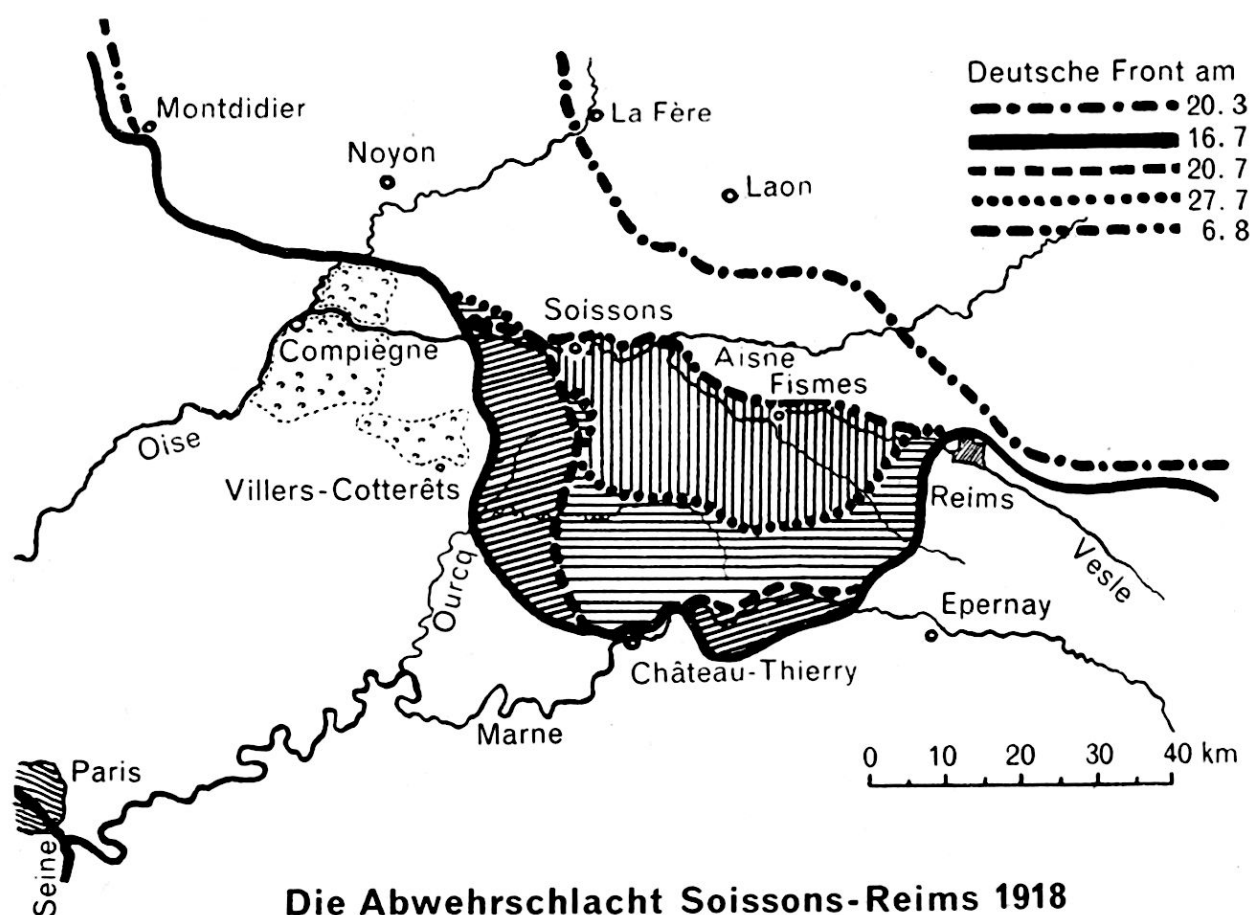 Deutsche Front am
20.3
16.7
20.7
27.7
6.8
Montdidier
La Fère
Noyon
Laon
Soissons
Compiègne
Aisne
Fismes
Oise
Villers-Cotterêts
Reims
Vesle
Ourcq
Epernay
Château-Thierry
Marne
0 10 20 30 40 km
Paris
Seine
Die Abwehrschlacht Soissons-Reims 1918